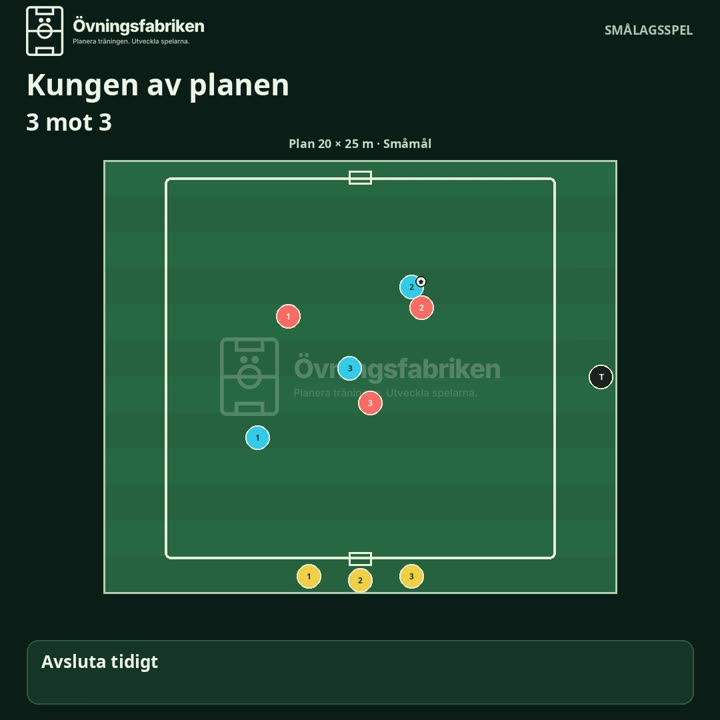 Övningsfabriken
Planera träningen. Utveckla spelarna.
SMÅLAGSSPEL
Kungen av planen
3 mot 3
Plan 20 × 25 m · Småmål
2
2
1
3
Övningsfabriken
T
Planera träningen. Utveckla spelarna.
3
1
1
2
3
Avsluta tidigt